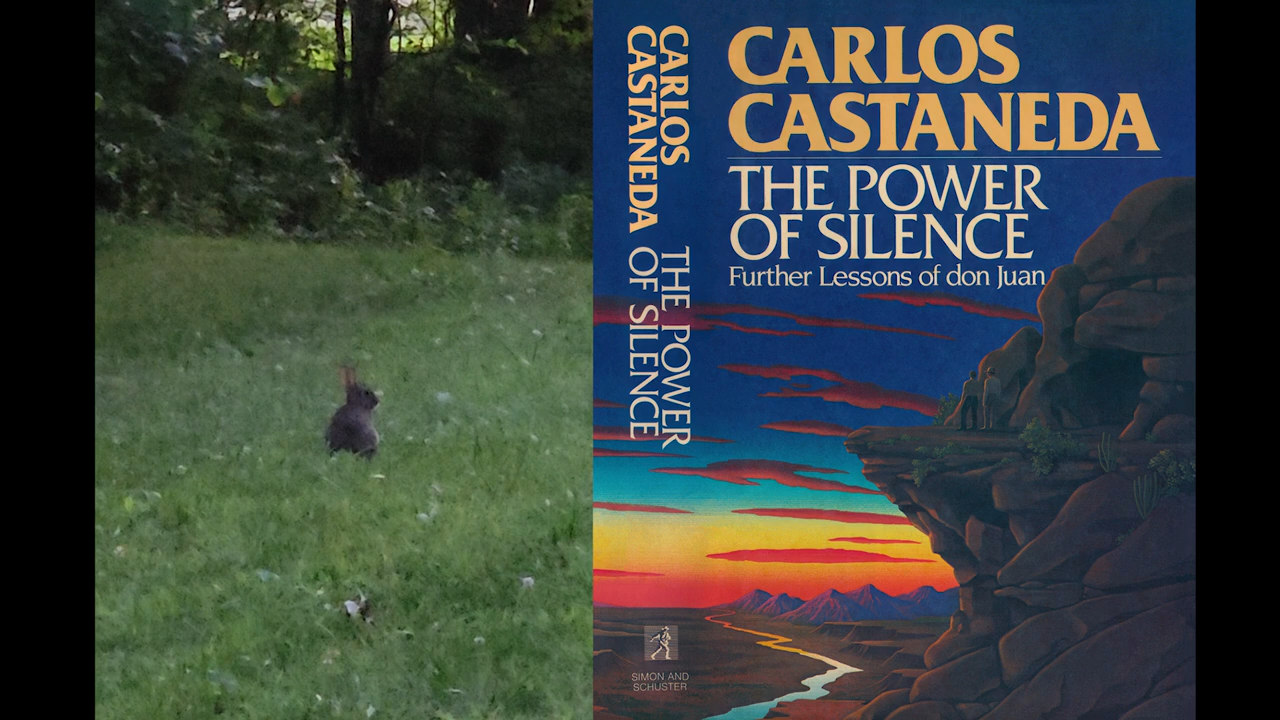 CARLOS
CASTANEDA
THE POWER
OF SILENCE
SIMON AND
SCHUSTER
CARLOS
CASTANEDA
THE POWER
OF SILENCE
Further Lessons of don Juan